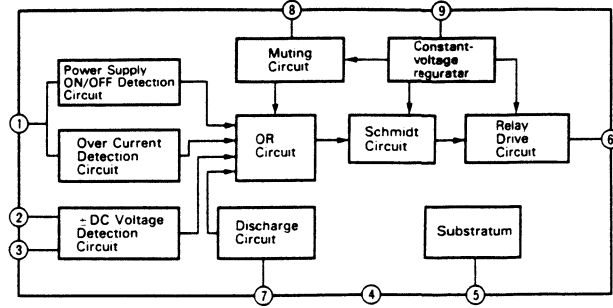 8
9
Muting
Circuit
Constant-
voltage
regurater
Power Supply
ON/OFF Detection
Circuit
1
Over Current
Detection
Circuit
OR
Circuit
Schmidt
Circuit
Relay
Drive
Circuit
6
2
3
± DC Voltage
Detection
Circuit
Discharge
Circuit
Substratum
7
4
5